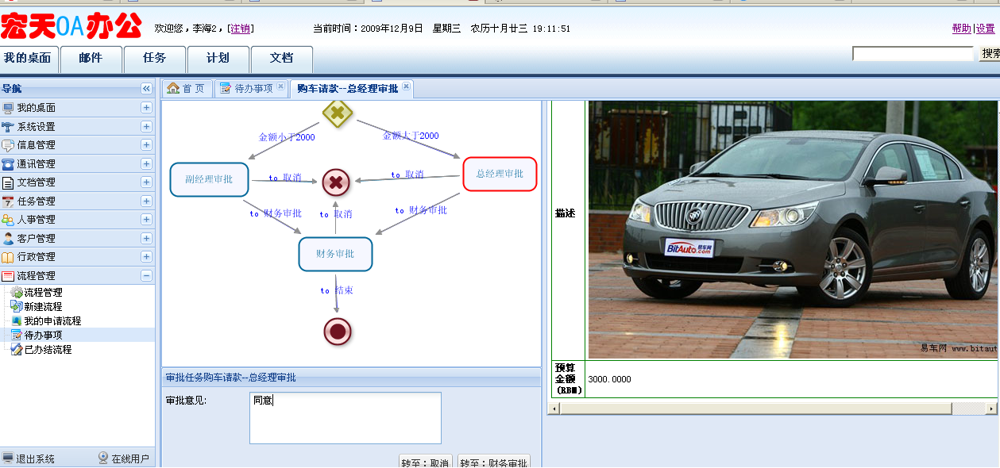 宏天OA办公
欢迎您，李海2，[注销]
当前时间：2009年12月9日 星期三 农历十月廿三 19:11:51
帮助|设置
我的桌面 邮件 任务 计划 文档
搜索
导航
我的桌面
系统设置
信息管理
通讯管理
文档管理
任务管理
人事管理
客户管理
行政管理
流程管理
流程管理
新建流程
我的申请流程
待办事项
已办结流程
退出系统 在线用户
首 页 待办事项 购车请款--总经理审批
金额小于2000 金额大于2000
副经理审批 to 取消 to 取消 总经理审批
to 财务审批 to 取消 to 财务审批
财务审批
to 结束
审批任务购车请款--总经理审批
审批意见:
同意
转至：取消 转至：财务审批
描述
BitAuto 易车网
.com
易车网 www.bitaut
预算
金额
(RBM)
3000.0000